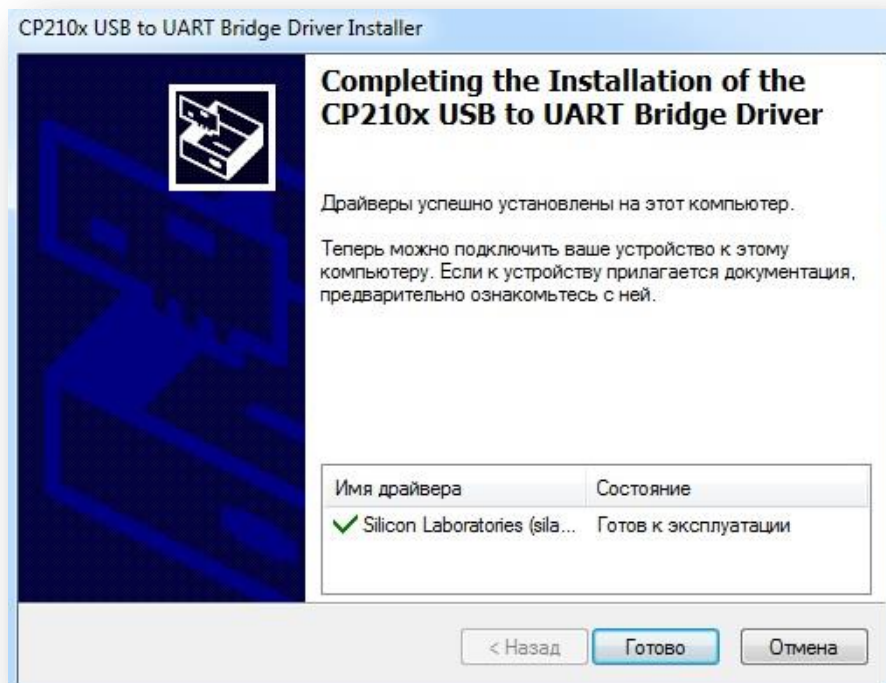 CP210x USB to UART Bridge Driver Installer
Completing the Installation of the
CP210x USB to UART Bridge Driver
Драйверы успешно установлены на этот компьютер.
Теперь можно подключить ваше устройство к этому
компьютеру. Если к устройству прилагается документация,
предварительно ознакомьтесь с ней.
Имя драйвера Состояние
Silicon Laboratories (sila... Готов к эксплуатации
< Назад Готово Отмена